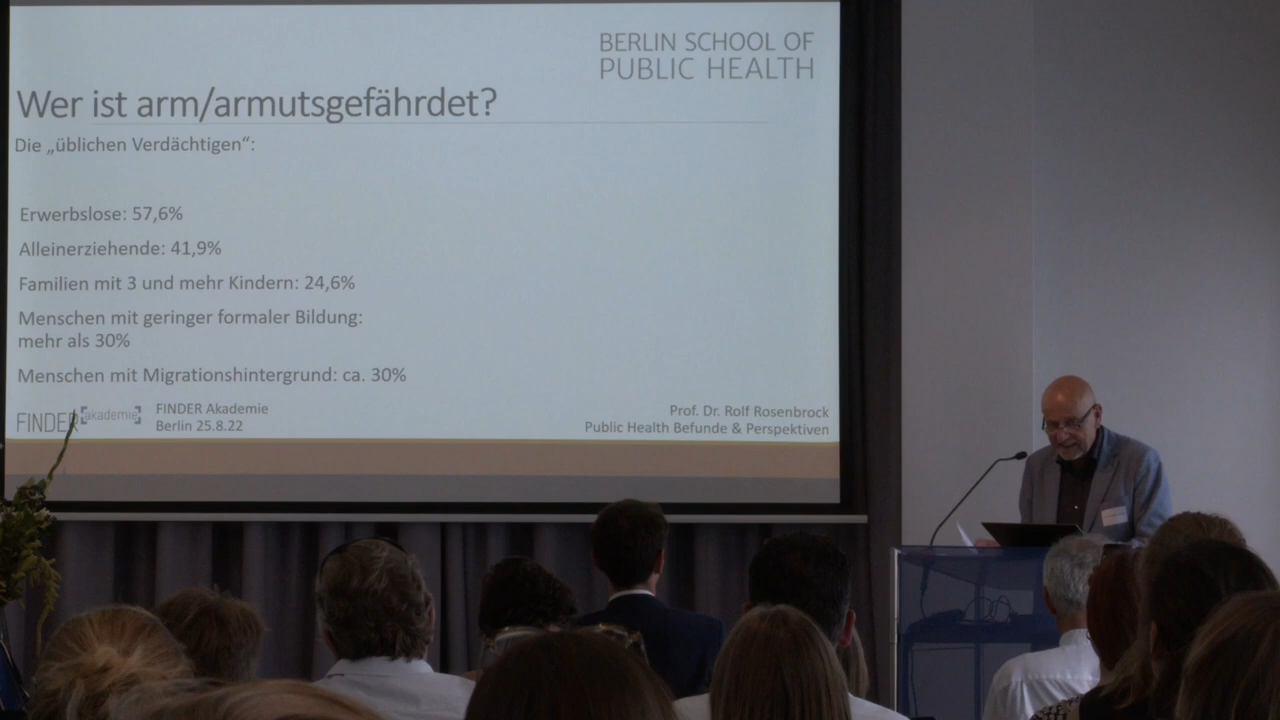 BERLIN SCHOOL OF
PUBLIC HEALTH
Wer ist arm/armutsgefährdet?
Die „üblichen Verdächtigen“:
Erwerbslose: 57,6%
Alleinerziehende: 41,9%
Familien mit 3 und mehr Kindern: 24,6%
Menschen mit geringer formaler Bildung:
mehr als 30%
Menschen mit Migrationshintergrund: ca. 30%
FINDER akademie
FINDER Akademie
Berlin 25.8.22
Prof. Dr. Rolf Rosenbrock
Public Health Befunde & Perspektiven